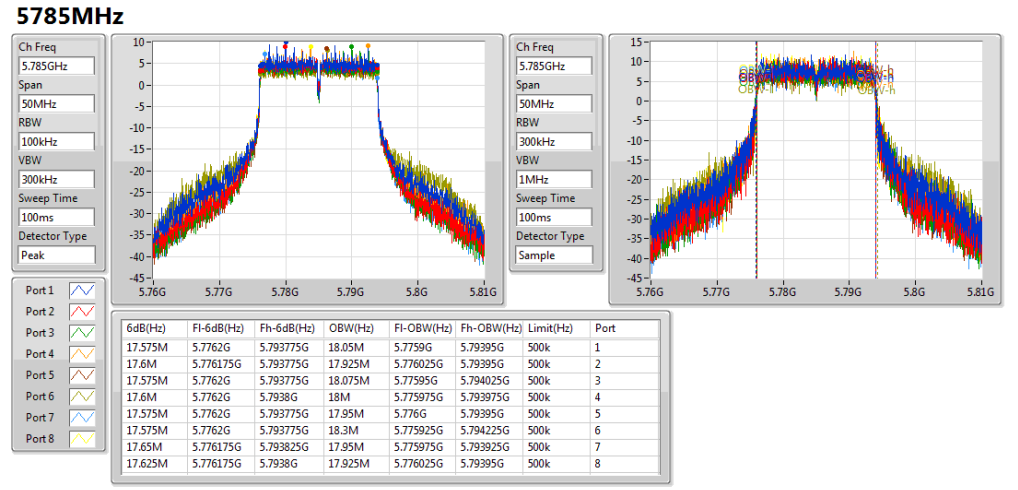 5785MHz
Ch Freq
5.785GHz
Span
50MHz
RBW
100kHz
VBW
300kHz
Sweep Time
100ms
Detector Type
Peak
10
5
0
-5
-10
-15
-20
-25
-30
-35
-40
-45
5.76G 5.77G 5.78G 5.79G 5.8G 5.81G
Ch Freq
5.785GHz
Span
50MHz
RBW
300kHz
VBW
1MHz
Sweep Time
100ms
Detector Type
Sample
15
10
5
0
-5
-10
-15
-20
-25
-30
-35
-40
-45
5.76G 5.77G 5.78G 5.79G 5.8G 5.81G
Port 1
Port 2
Port 3
Port 4
Port 5
Port 6
Port 7
Port 8
6dB(Hz) Fl-6dB(Hz) Fh-6dB(Hz) OBW(Hz) Fl-OBW(Hz) Fh-OBW(Hz) Limit(Hz) Port
17.575M 5.7762G 5.793775G 18.05M 5.7759G 5.79395G 500k 1
17.6M 5.776175G 5.793775G 17.925M 5.776025G 5.79395G 500k 2
17.575M 5.7762G 5.793775G 18.075M 5.77595G 5.794025G 500k 3
17.6M 5.7762G 5.7938G 18M 5.775975G 5.793975G 500k 4
17.575M 5.7762G 5.793775G 17.95M 5.776G 5.79395G 500k 5
17.575M 5.7762G 5.793775G 18.3M 5.775925G 5.794225G 500k 6
17.65M 5.776175G 5.793825G 17.95M 5.775975G 5.793925G 500k 7
17.625M 5.776175G 5.7938G 17.925M 5.776025G 5.79395G 500k 8